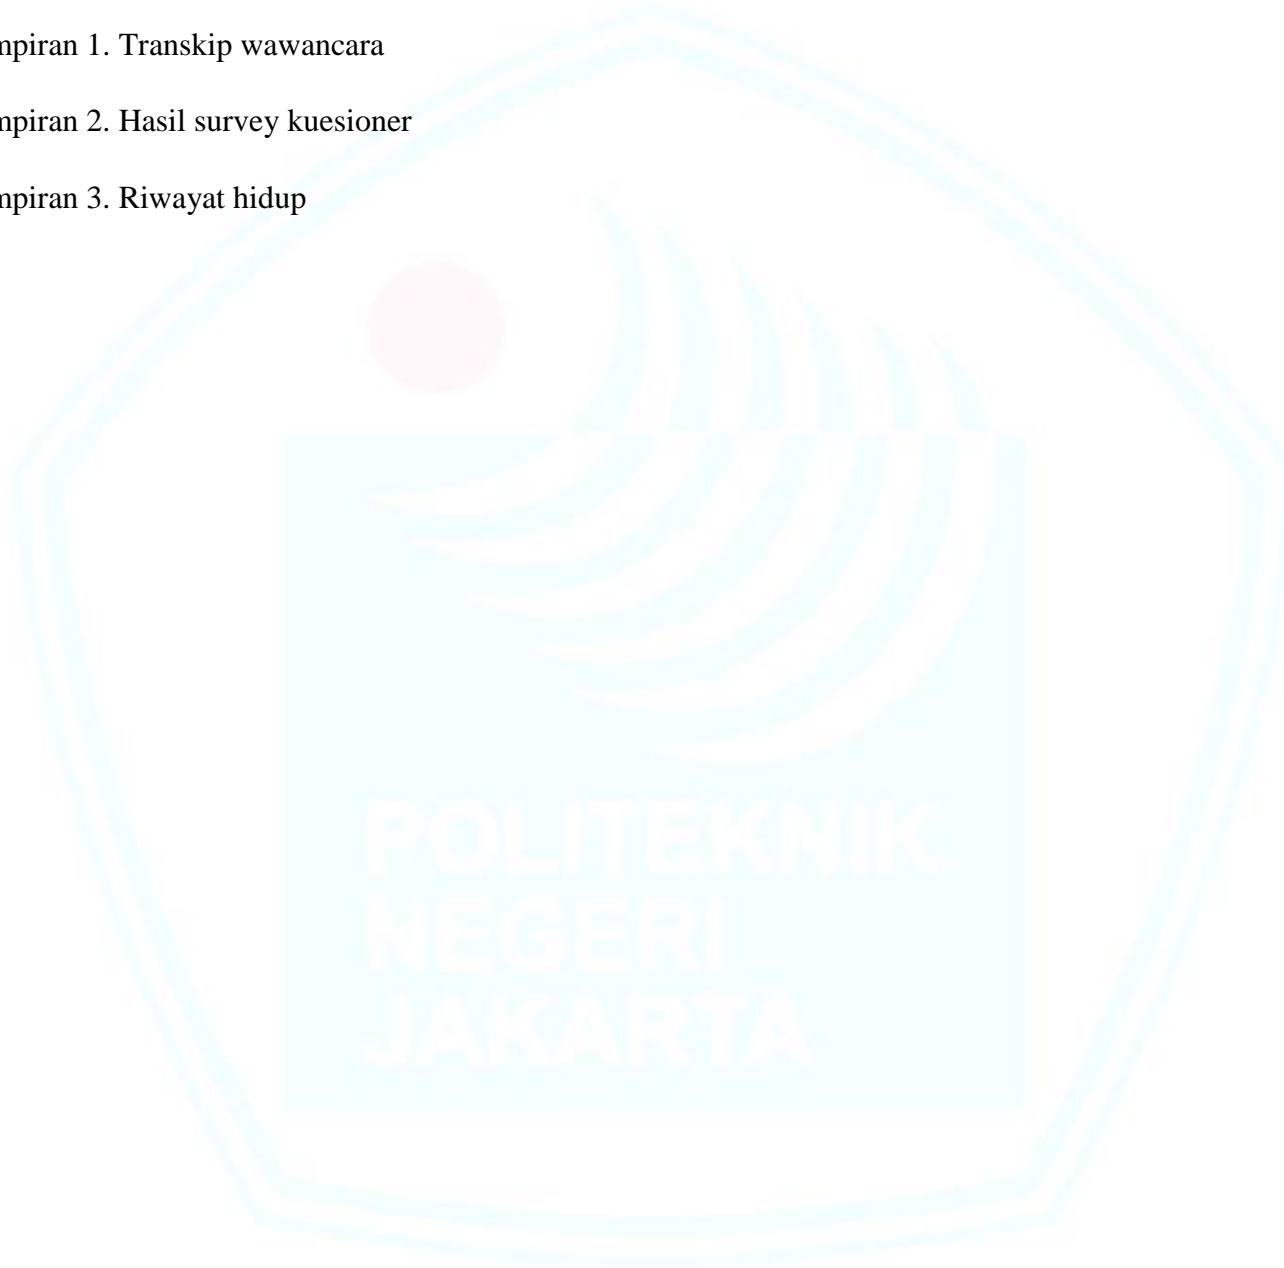 mpiran 1. Transkip wawancara
mpiran 2. Hasil survey kuesioner
mpiran 3. Riwayat hidup
POLITEKNIK
NEGERI
JAKARTA